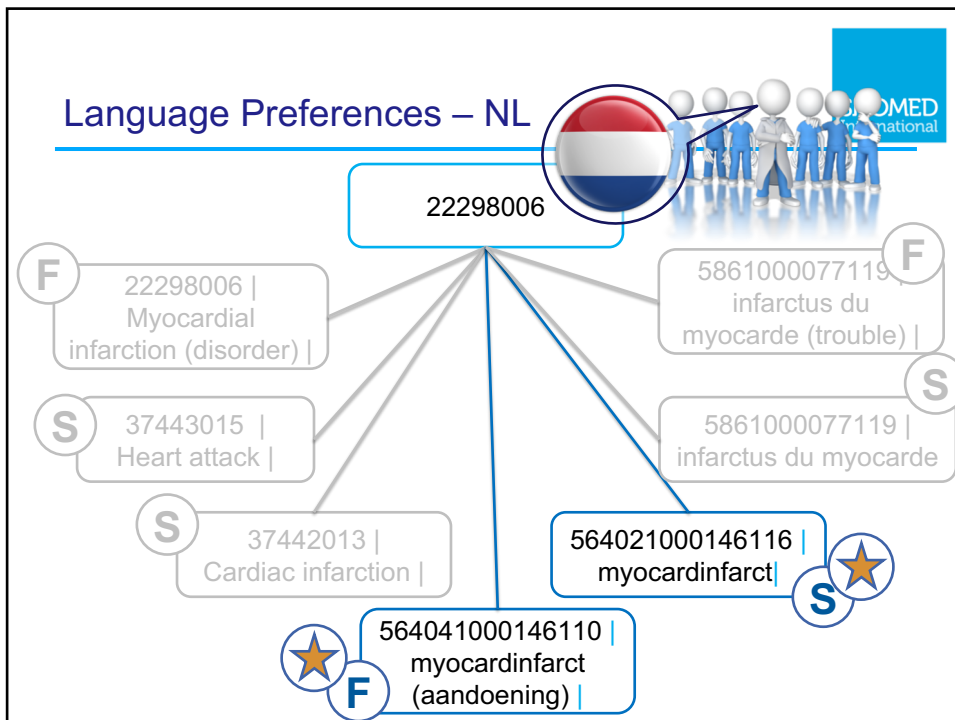 Language Preferences – NL
International
22298006
F
22298006 |
Myocardial
infarction (disorder) |
S
37443015 |
Heart attack |
S
37442013 |
Cardiac infarction |
F
5861000077119 |
infarctus du
myocarde (trouble) |
S
5861000077119 |
infarctus du myocarde
564021000146116 |
myocardinfarct|
S
564041000146110 |
myocardinfarct
(aandoening) |
F